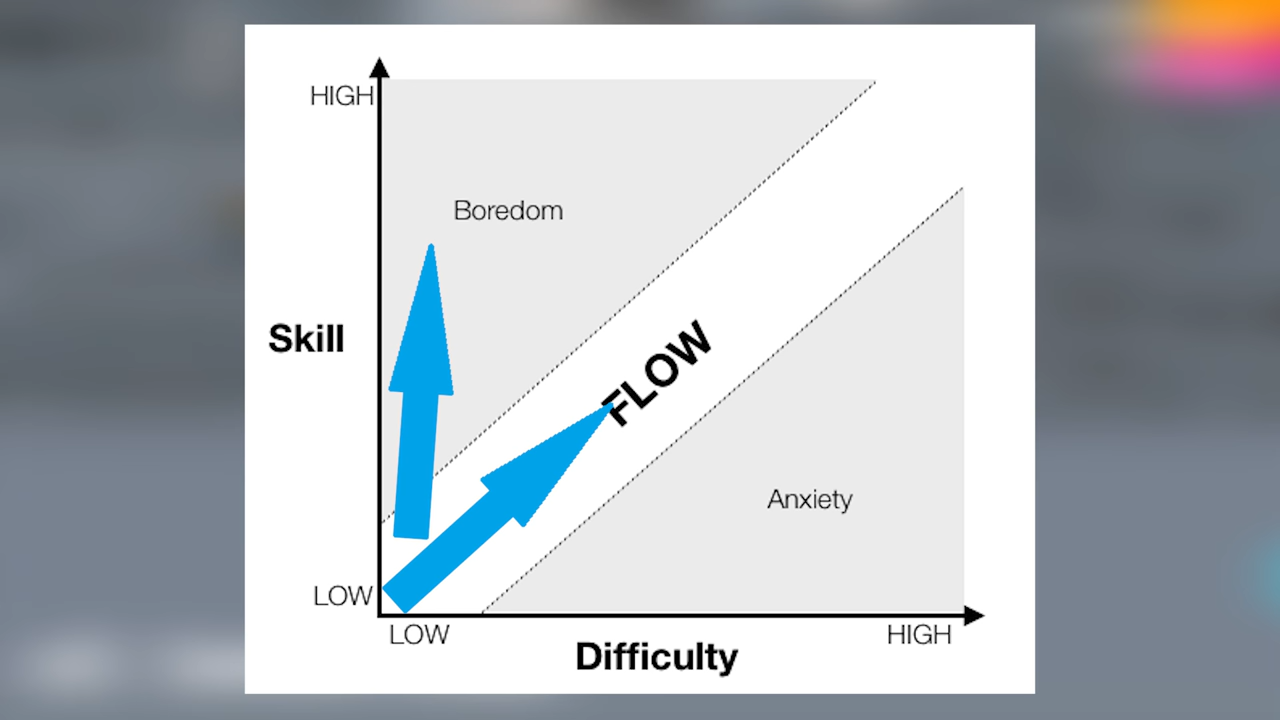 HIGH
Boredom
Skill
FLOW
Anxiety
LOW
LOW
HIGH
Difficulty